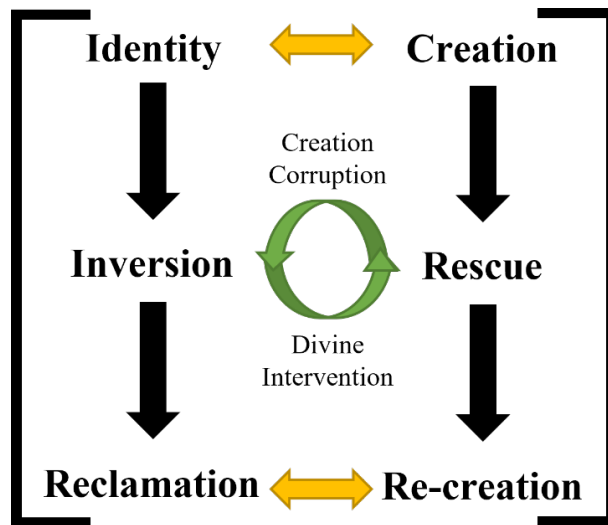 Identity
Creation
Creation
Corruption
Inversion
Rescue
Divine
Intervention
Reclamation
Re-creation